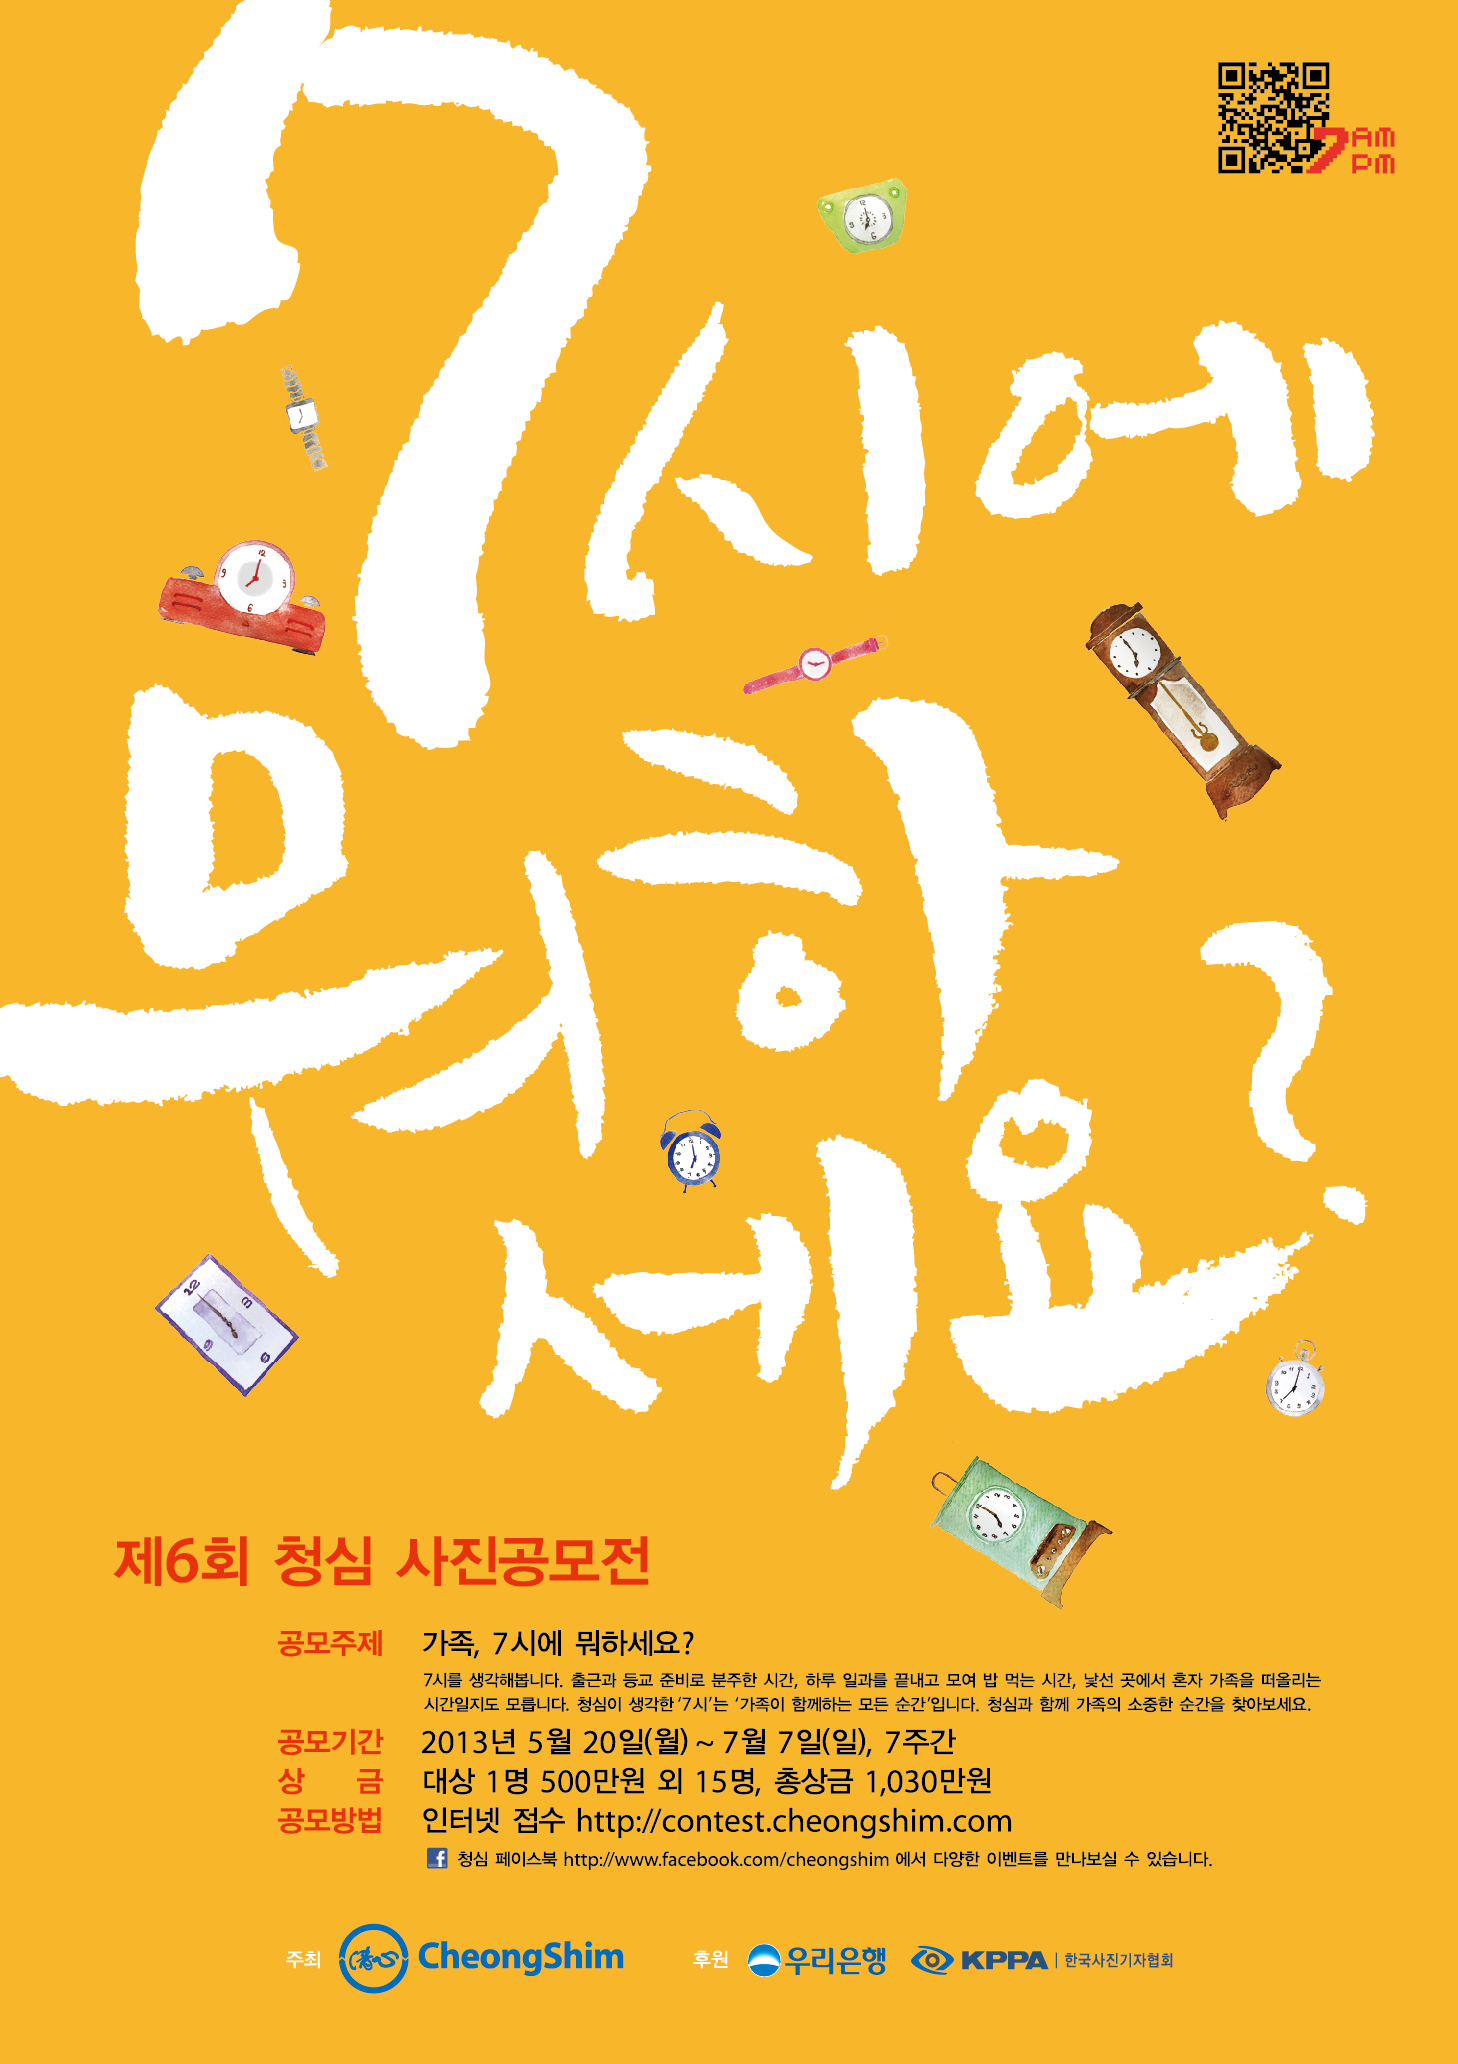 7시에
뭐하
세요?
7 AM
PM
제6회 청심 사진공모전
공모주제 가족, 7시에 뭐하세요?
7시를 생각해봅니다. 출근과 등교 준비로 분주한 시간, 하루 일과를 끝내고 모여 밥 먹는 시간, 낯선 곳에서 혼자 가족을 떠올리는
시간일지도 모릅니다. 청심이 생각한 '7시'는 '가족이 함께하는 모든 순간'입니다. 청심과 함께 가족의 소중한 순간을 찾아보세요.
공모기간 2013년 5월 20일(월) ~ 7월 7일(일), 7주간
상 금 대상 1명 500만원 외 15명, 총상금 1,030만원
공모방법 인터넷 접수 http://contest.cheongshim.com
f 청심 페이스북 http://www.facebook.com/cheongshim 에서 다양한 이벤트를 만나보실 수 있습니다.
주최 CheongShim 후원 우리은행 KPPA | 한국사진기자협회